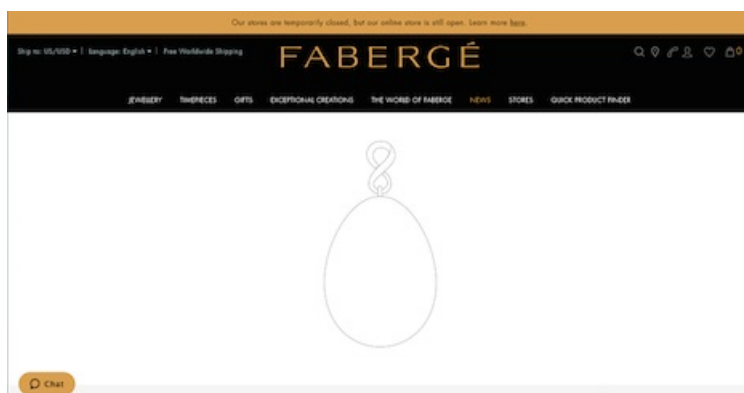 Our stores are temporarily closed, but our online store is still open. Learn more here.
Ship to: US/USD | Language: English | Free Worldwide Shipping
FABERGÉ
0
JEWELLERY TIMEPIECES GIFTS EXCEPTIONAL CREATIONS THE WORLD OF FABERGÉ NEWS STORES QUICK PRODUCT FINDER
Chat